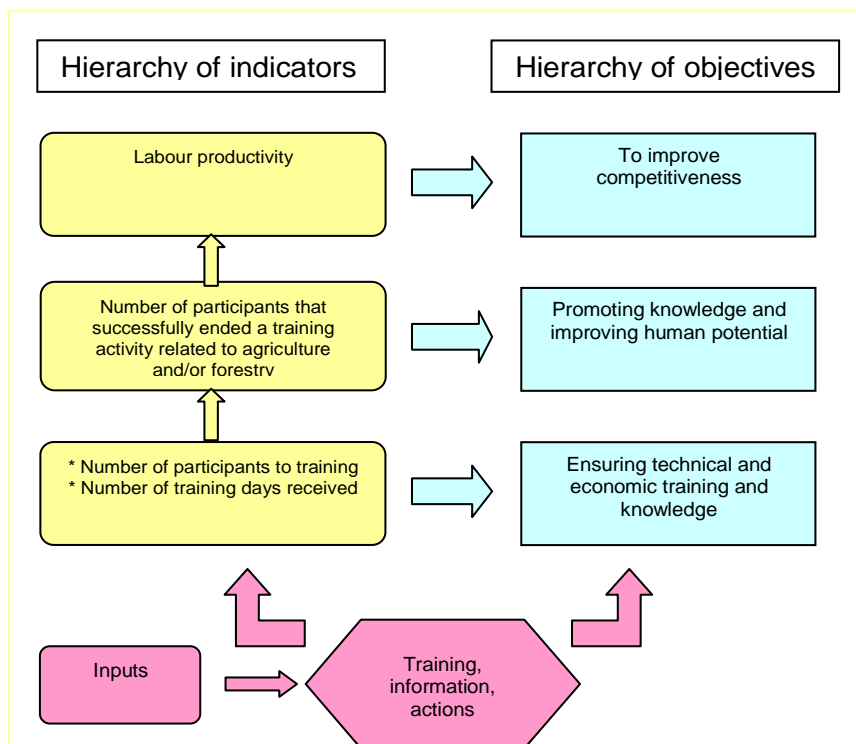 Hierarchy of indicators
Hierarchy of objectives
Labour productivity
To improve
competitiveness
Number of participants that
successfully ended a training
activity related to agriculture
and/or forestry
Promoting knowledge and
improving human potential
* Number of participants to training
* Number of training days received
Ensuring technical and
economic training and
knowledge
Inputs
Training,
information,
actions